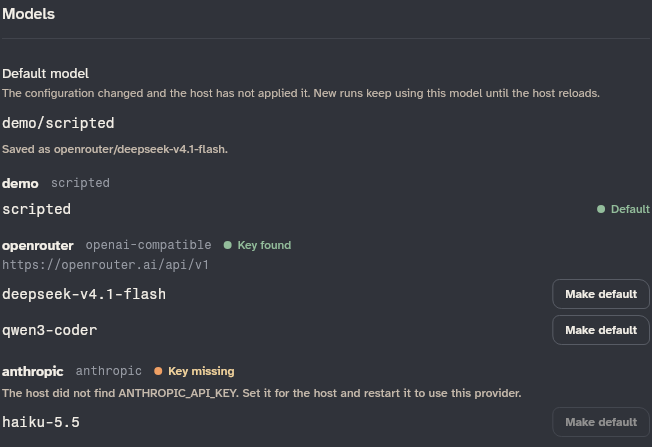 Models
Default model
The configuration changed and the host has not applied it. New runs keep using this model until the host reloads.
demo/scripted
Saved as openrouter/deepseek-v4.1-flash.
demo scripted
scripted Default
openrouter openai-compatible Key found
https://openrouter.ai/api/v1
deepseek-v4.1-flash Make default
qwen3-coder Make default
anthropic anthropic Key missing
The host did not find ANTHROPIC_API_KEY. Set it for the host and restart it to use this provider.
haiku-5.5 Make default